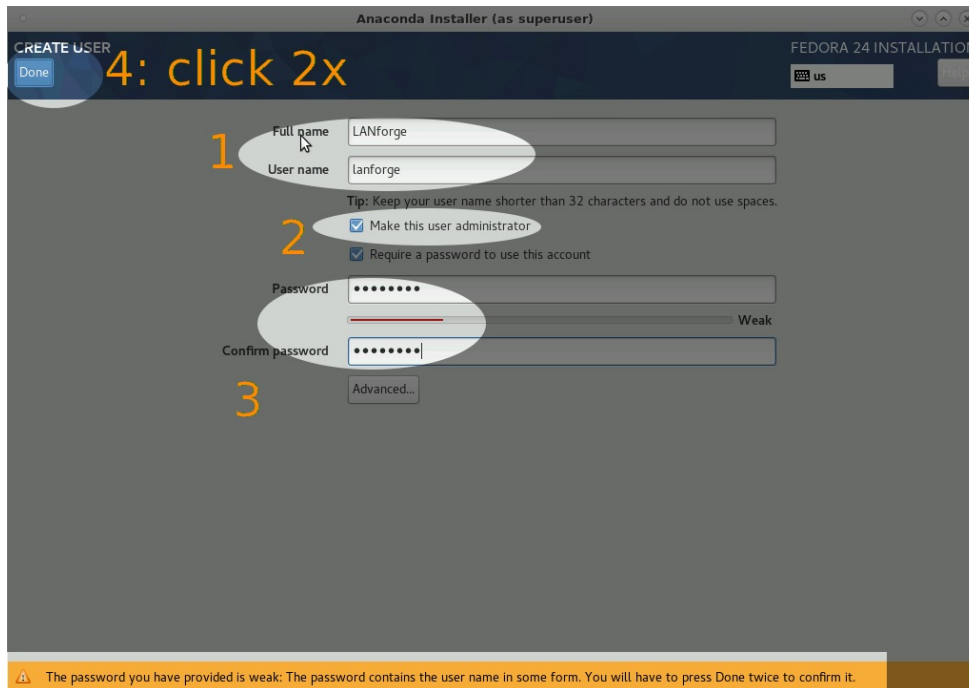 Anaconda Installer (as superuser)
CREATE USER
FEDORA 24 INSTALLATION
Done
4: click 2x
us
Help
1
Full name
LANforge
User name
lanforge
Tip: Keep your user name shorter than 32 characters and do not use spaces.
2
Make this user administrator
Require a password to use this account
Password
••••••••
Weak
Confirm password
••••••••
3
Advanced...
The password you have provided is weak: The password contains the user name in some form. You will have to press Done twice to confirm it.